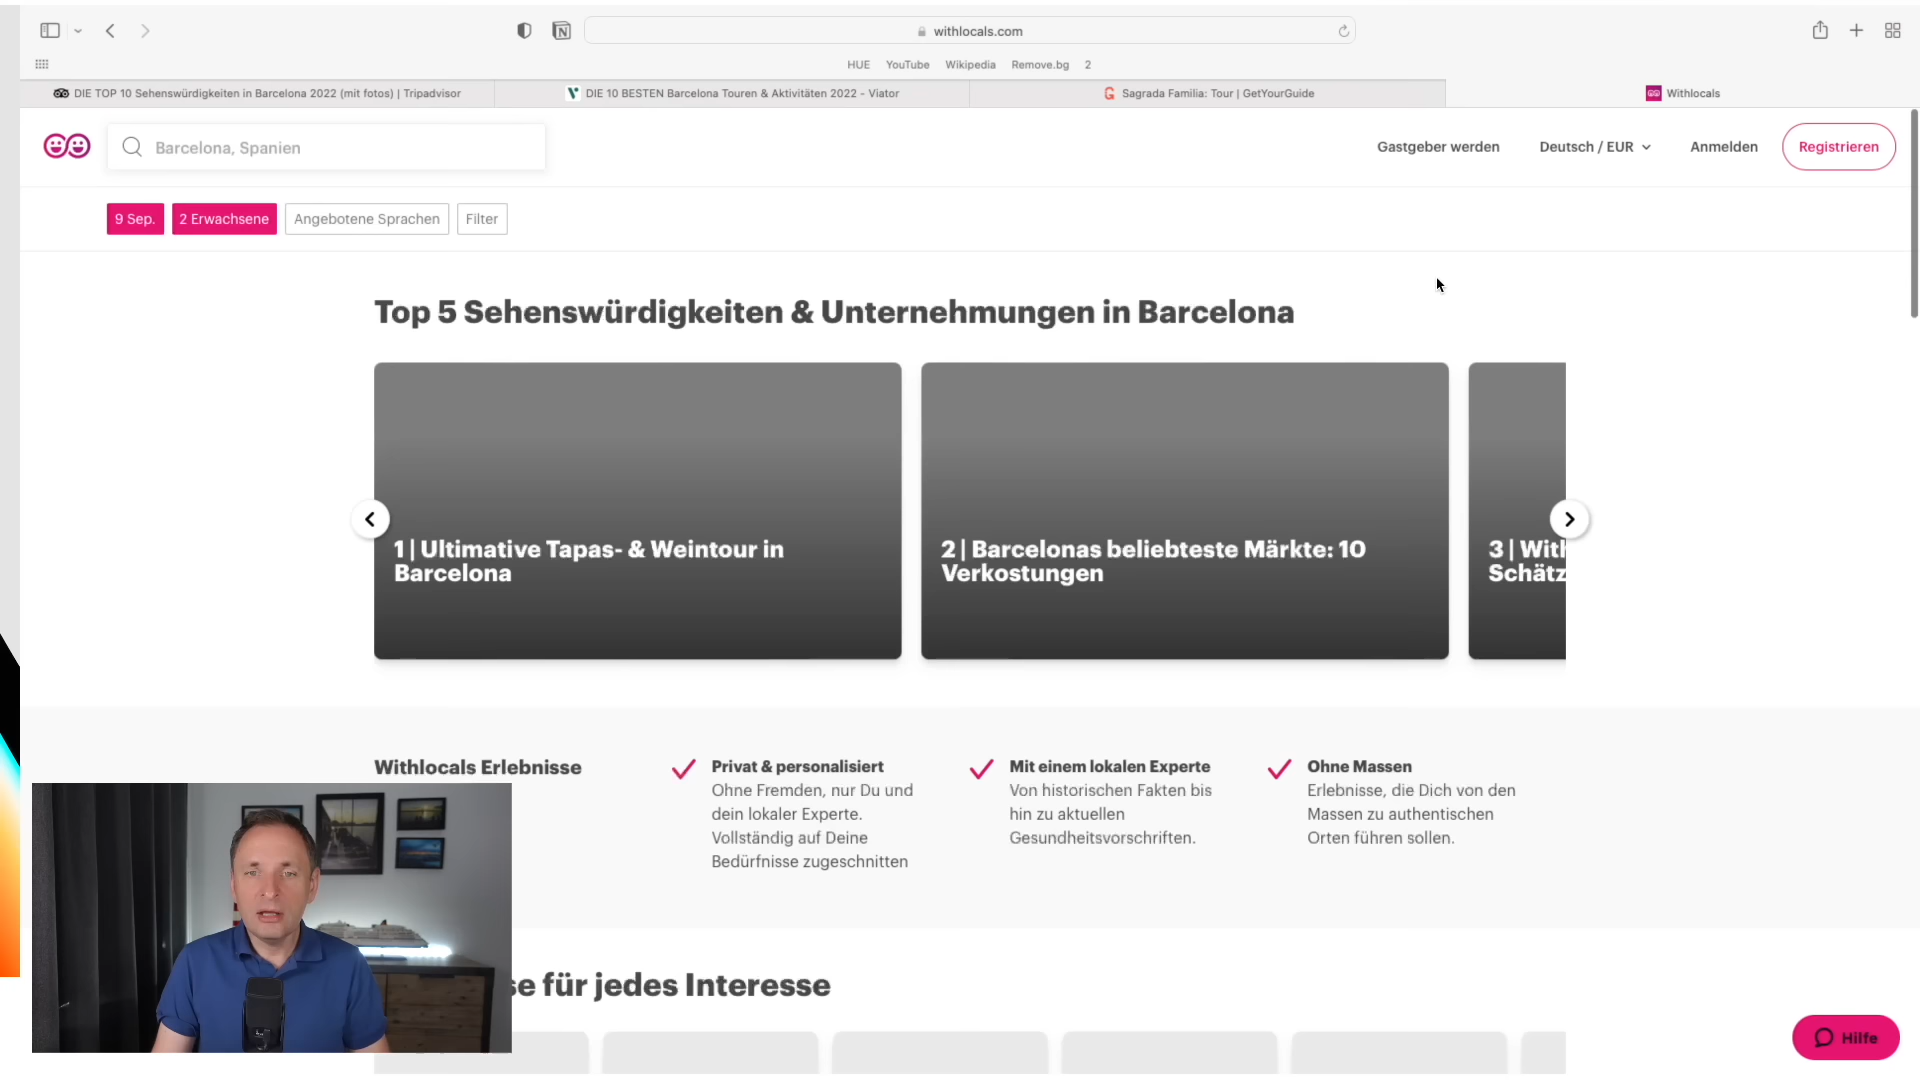 withlocals.com
HUE YouTube Wikipedia Remove.bg 2
DIE TOP 10 Sehenswürdigkeiten in Barcelona 2022 (mit fotos) | Tripadvisor
DIE 10 BESTEN Barcelona Touren & Aktivitäten 2022 - Viator
Sagrada Familia: Tour | GetYourGuide
Withlocals
Barcelona, Spanien
Gastgeber werden
Deutsch / EUR
Anmelden
Registrieren
9 Sep.
2 Erwachsene
Angebotene Sprachen
Filter
Top 5 Sehenswürdigkeiten & Unternehmungen in Barcelona
1 | Ultimative Tapas- & Weintour in
Barcelona
2 | Barcelonas beliebteste Märkte: 10
Verkostungen
3 | With
Schätz
Withlocals Erlebnisse
Privat & personalisiert
Ohne Fremden, nur Du und
dein lokaler Experte.
Vollständig auf Deine
Bedürfnisse zugeschnitten
Mit einem lokalen Experte
Von historischen Fakten bis
hin zu aktuellen
Gesundheitsvorschriften.
Ohne Massen
Erlebnisse, die Dich von den
Massen zu authentischen
Orten führen sollen.
se für jedes Interesse
Hilfe